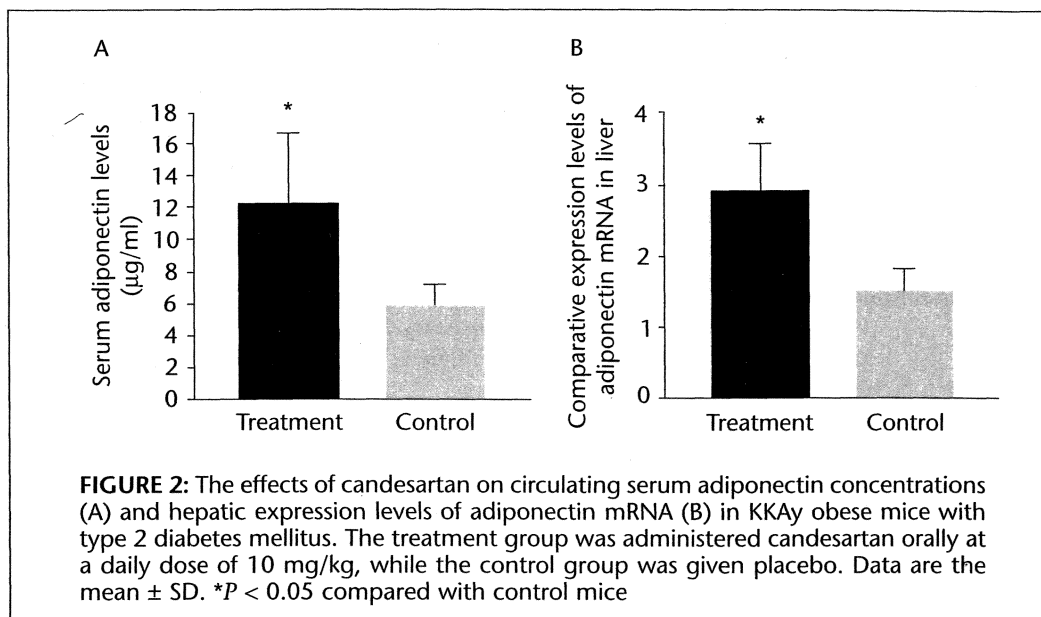 A
Serum adiponectin levels
(µg/ml)
18
16
14
12
10
8
6
4
2
0
*
Treatment
Control
B
Comparative expression levels of
adiponectin mRNA in liver
4
3
2
1
0
*
Treatment
Control
FIGURE 2: The effects of candesartan on circulating serum adiponectin concentrations
(A) and hepatic expression levels of adiponectin mRNA (B) in KKAy obese mice with
type 2 diabetes mellitus. The treatment group was administered candesartan orally at
a daily dose of 10 mg/kg, while the control group was given placebo. Data are the
mean ± SD. *P < 0.05 compared with control mice